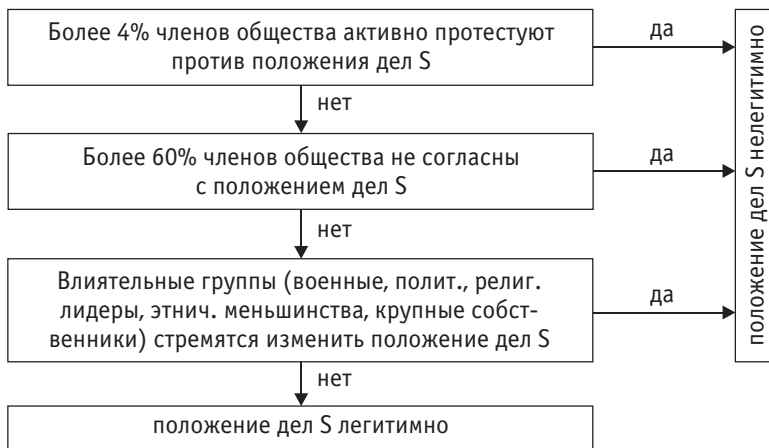 Более 4% членов общества активно протестуют
против положения дел S
да
нет
Более 60% членов общества не согласны
с положением дел S
да
нет
Влиятельные группы (военные, полит., религ.
лидеры, этнич. меньшинства, крупные собст-
венники) стремятся изменить положение дел S
да
нет
положение дел S легитимно
положение дел S нелегитимно